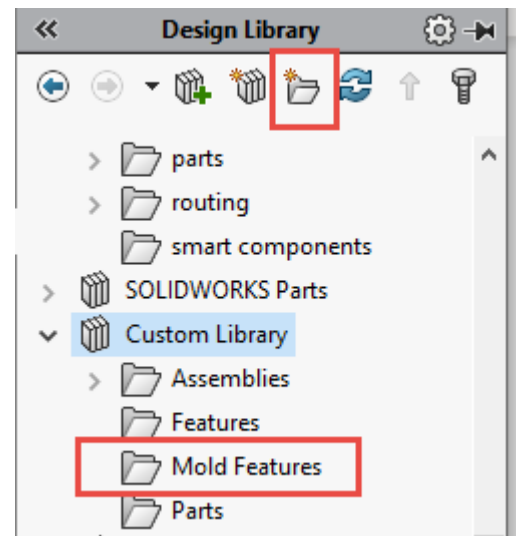 Design Library
parts
routing
smart components
SOLIDWORKS Parts
Custom Library
Assemblies
Features
Mold Features
Parts